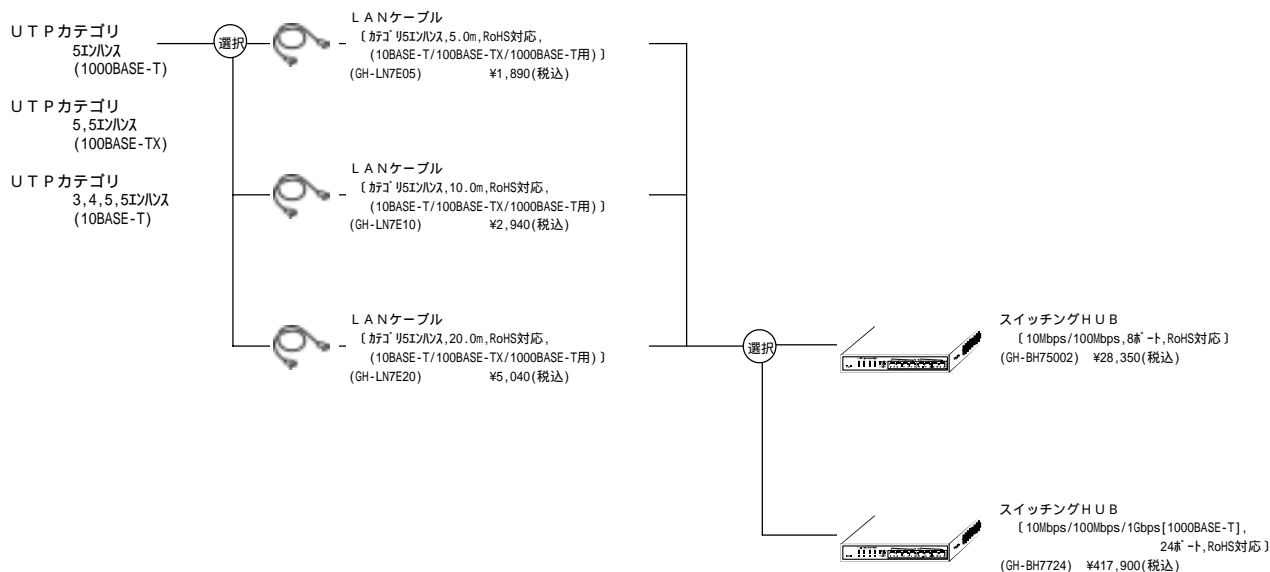 ＵＴＰカテゴリ
5ｴﾝﾊﾝｽ
(1000BASE-T)
ＵＴＰカテゴリ
5,5ｴﾝﾊﾝｽ
(100BASE-TX)
ＵＴＰカテゴリ
3,4,5,5ｴﾝﾊﾝｽ
(10BASE-T)
選択
ＬＡＮケーブル
〔ｶﾃｺﾞﾘ5ｴﾝﾊﾝｽ,5.0m,RoHS対応,
(10BASE-T/100BASE-TX/1000BASE-T用)〕
(GH-LN7E05) ¥1,890(税込)
ＬＡＮケーブル
〔ｶﾃｺﾞﾘ5ｴﾝﾊﾝｽ,10.0m,RoHS対応,
(10BASE-T/100BASE-TX/1000BASE-T用)〕
(GH-LN7E10) ¥2,940(税込)
ＬＡＮケーブル
〔ｶﾃｺﾞﾘ5ｴﾝﾊﾝｽ,20.0m,RoHS対応,
(10BASE-T/100BASE-TX/1000BASE-T用)〕
(GH-LN7E20) ¥5,040(税込)
選択
スイッチングＨＵＢ
〔10Mbps/100Mbps,8ﾎﾟｰﾄ,RoHS対応〕
(GH-BH75002) ¥28,350(税込)
スイッチングＨＵＢ
〔10Mbps/100Mbps/1Gbps[1000BASE-T],
24ﾎﾟｰﾄ,RoHS対応〕
(GH-BH7724) ¥417,900(税込)